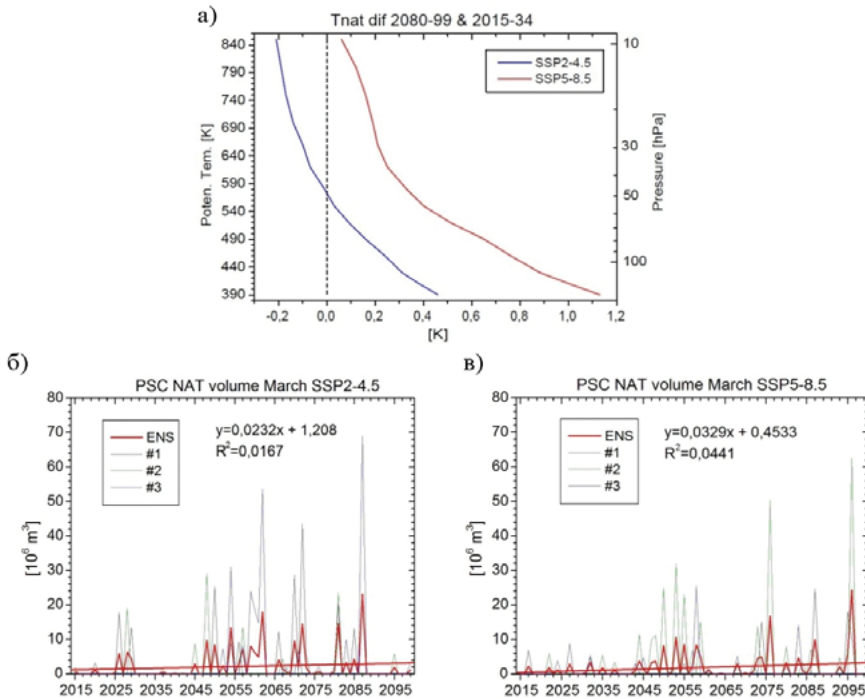 а)
Tnat dif 2080-99 & 2015-34
840
790
740
690
640
590
540
490
440
390
Poten. Tem. [K]
SSP2-4.5
SSP5-8.5
10
30
50
100
Pressure [hPa]
-0,2 0,0 0,2 0,4 0,6 0,8 1,0 1,2
[K]
б)
PSC NAT volume March SSP2-4.5
80
70
60
50
40
30
20
10
0
[10⁶ m³]
ENS
#1
#2
#3
y=0,0232x + 1,208
R²=0,0167
2015 2025 2035 2045 2055 2065 2075 2085 2095
в)
PSC NAT volume March SSP5-8.5
80
70
60
50
40
30
20
10
0
[10⁶ m³]
ENS
#1
#2
#3
y=0,0329x + 0,4533
R²=0,0441
2015 2025 2035 2045 2055 2065 2075 2085 2095